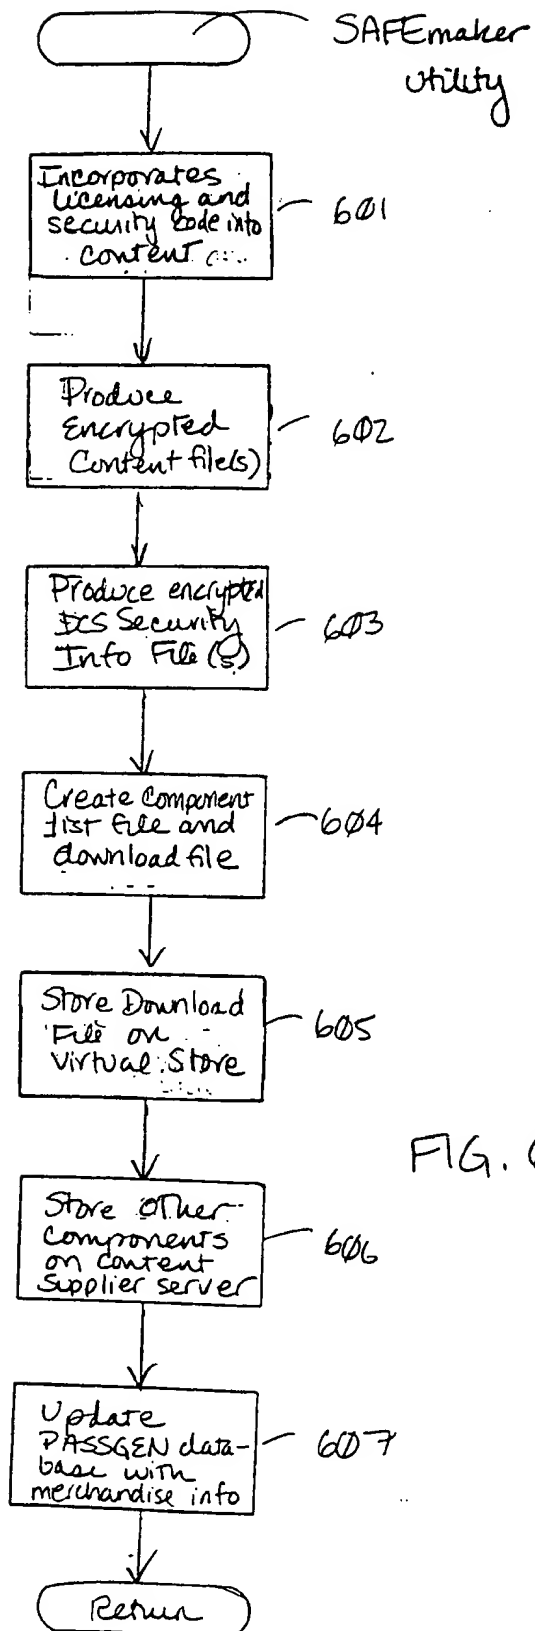 SAFEmaker
utility
Incorporates
licensing and
security code into
content
601
Produce
Encrypted
Content file(s)
602
Produce encrypted
DCS Security
Info File(s)
603
Create component
list file and
download file
604
Store Download
File on
Virtual Store
605
FIG.
Store other
components
on content
supplier server
606
Update
PASSGEN data-
base with
merchandise info
607
Return